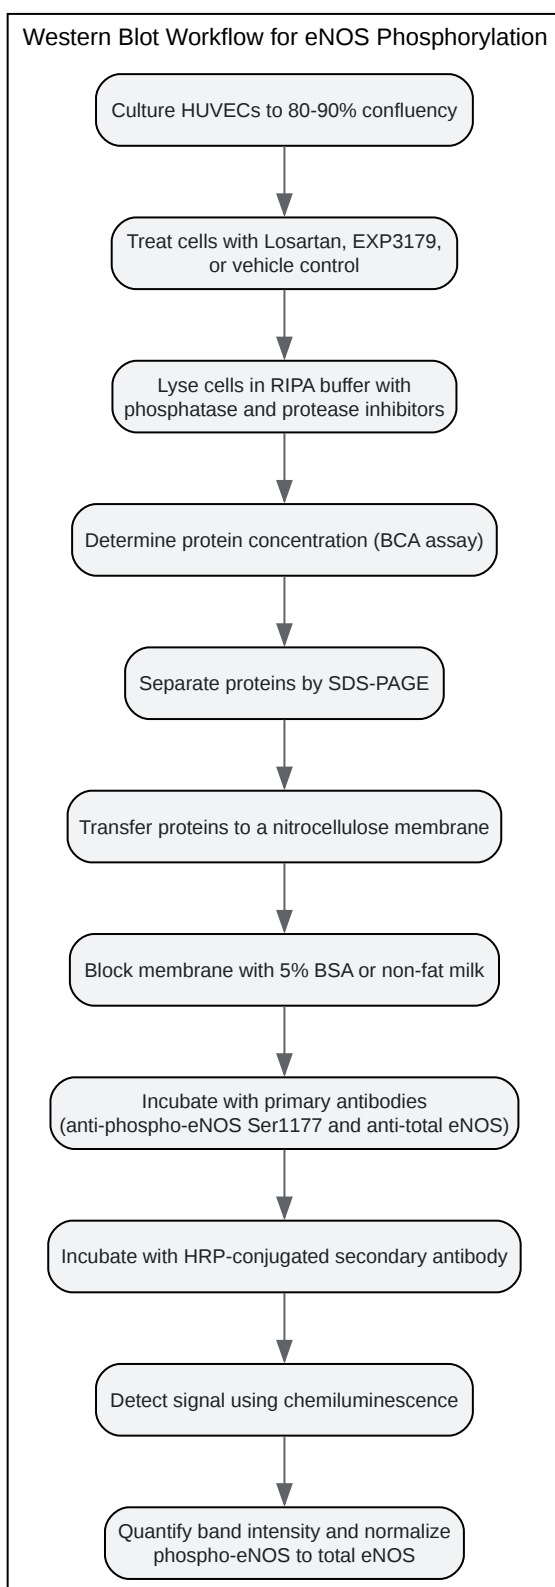 Western Blot Workflow for eNOS Phosphorylation
Culture HUVECs to 80-90% confluency
Treat cells with Losartan, EXP3179,
or vehicle control
Lyse cells in RIPA buffer with
phosphatase and protease inhibitors
Determine protein concentration (BCA assay)
Separate proteins by SDS-PAGE
Transfer proteins to a nitrocellulose membrane
Block membrane with 5% BSA or non-fat milk
Incubate with primary antibodies
(anti-phospho-eNOS Ser1177 and anti-total eNOS)
Incubate with HRP-conjugated secondary antibody
Detect signal using chemiluminescence
Quantify band intensity and normalize
phospho-eNOS to total eNOS